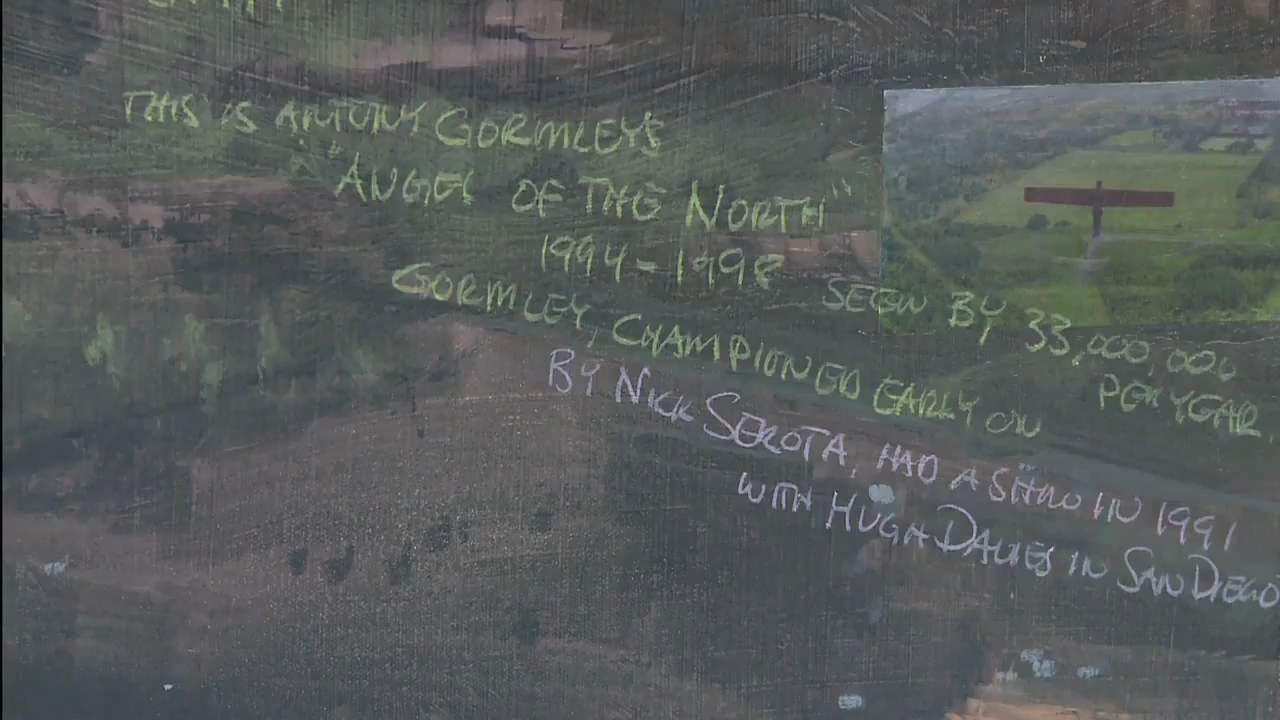 THIS IS ANTONY GORMLEY'S
"ANGEL OF THE NORTH"
1994-1998
SEEN BY 33,000,000
PER YEAR
GORMLEY, CHAMPIONED EARLY ON
BY NICK SEROTA, HAD A SHOW IN 1991
WITH HUGH DAVIES IN SAN DIEGO